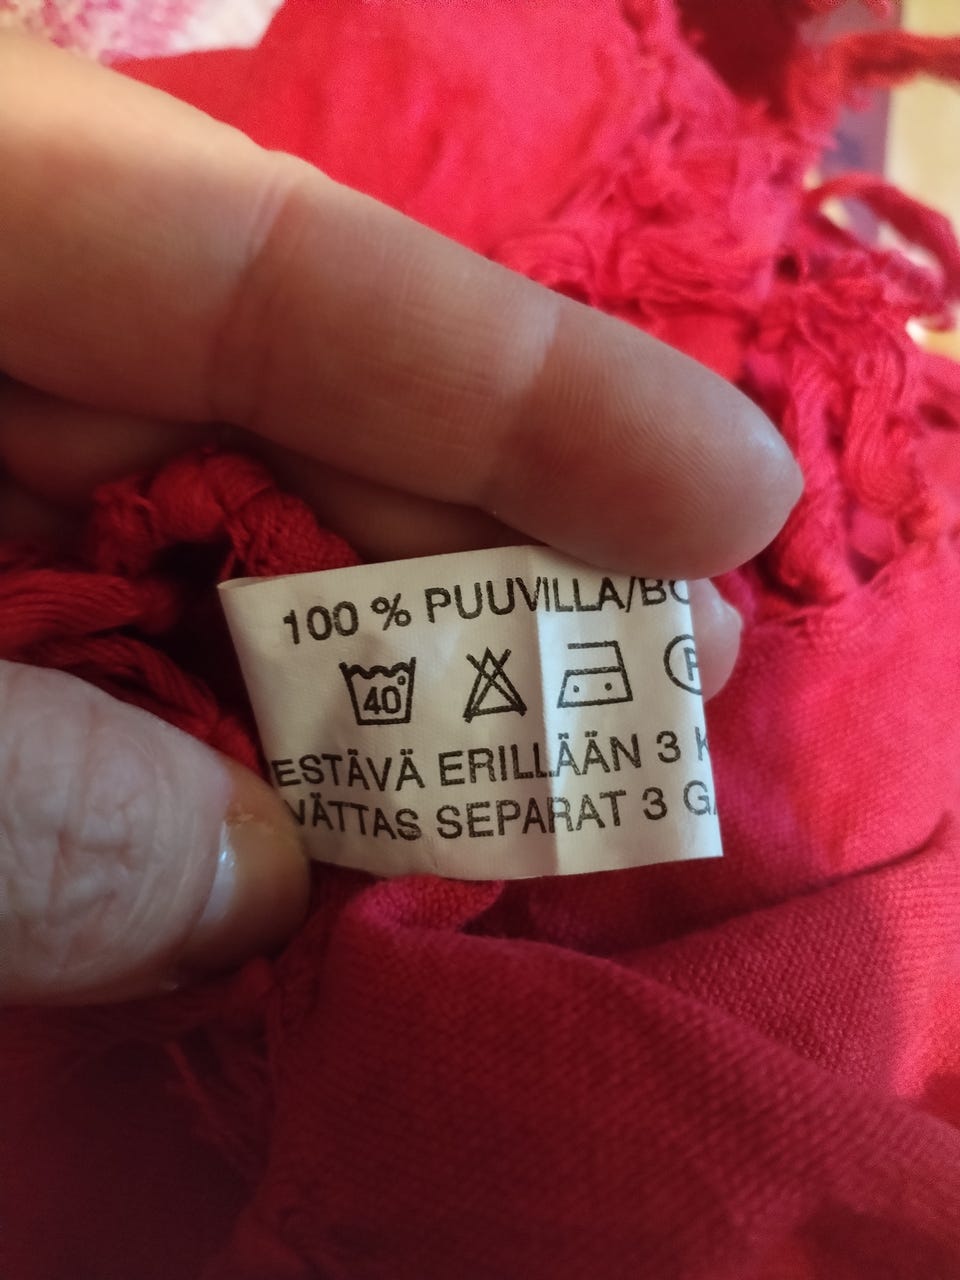 100 % PUUVILLA/BO
40°
P
ESTÄVÄ ERILLÄÄN 3 K
VÄTTAS SEPARAT 3 G